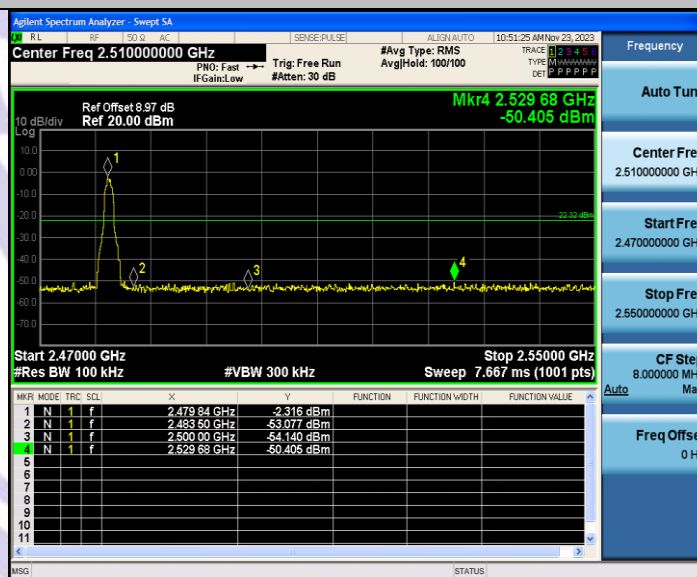 Agilent Spectrum Analyzer - Swept SA
RL RF 50 Ω AC SENSE:PULSE ALIGN AUTO 10:51:25 AM Nov 23, 2023
Center Freq 2.510000000 GHz
#Avg Type: RMS
Avg|Hold: 100/100
PNO: Fast
IFGain:Low
Trig: Free Run
#Atten: 30 dB
TRACE 1 2 3 4 5 6
TYPE M W W W W W
DET P P P P P P
Frequency
Auto Tun
Ref Offset 8.97 dB
Ref 20.00 dBm
Mkr4 2.529 68 GHz
-50.405 dBm
10 dB/div
Log
10.0
0.00
-10.0
-20.0
-30.0
-40.0
-50.0
-60.0
-70.0
1
2
3
4
-22.32 dBm
Center Fre
2.510000000 GH
Start Fre
2.470000000 GH
Stop Fre
2.550000000 GH
CF Step
8.000000 MH
Auto Ma
Freq Offse
0 H
Start 2.47000 GHz Stop 2.55000 GHz
#Res BW 100 kHz #VBW 300 kHz Sweep 7.667 ms (1001 pts)
MKR MODE TRC SCL X Y FUNCTION FUNCTION WIDTH FUNCTION VALUE
1 N 1 f 2.479 84 GHz -2.316 dBm
2 N 1 f 2.483 50 GHz -53.077 dBm
3 N 1 f 2.500 00 GHz -54.140 dBm
4 N 1 f 2.529 68 GHz -50.405 dBm
5
6
7
8
9
10
11
MSG STATUS